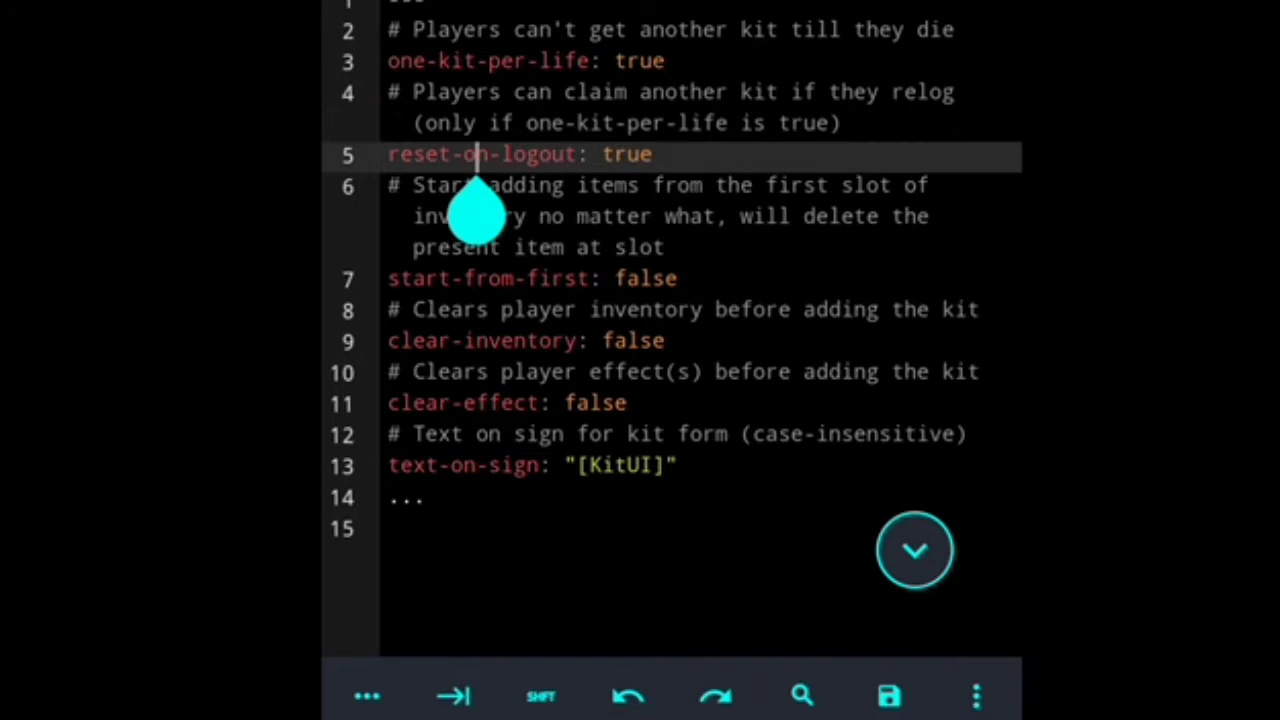 1 ---
2 # Players can't get another kit till they die
3 one-kit-per-life: true
4 # Players can claim another kit if they relog
(only if one-kit-per-life is true)
5 reset-on-logout: true
6 # Start adding items from the first slot of
inventory no matter what, will delete the
present item at slot
7 start-from-first: false
8 # Clears player inventory before adding the kit
9 clear-inventory: false
10 # Clears player effect(s) before adding the kit
11 clear-effect: false
12 # Text on sign for kit form (case-insensitive)
13 text-on-sign: "[KitUI]"
14 ...
15
SHFT